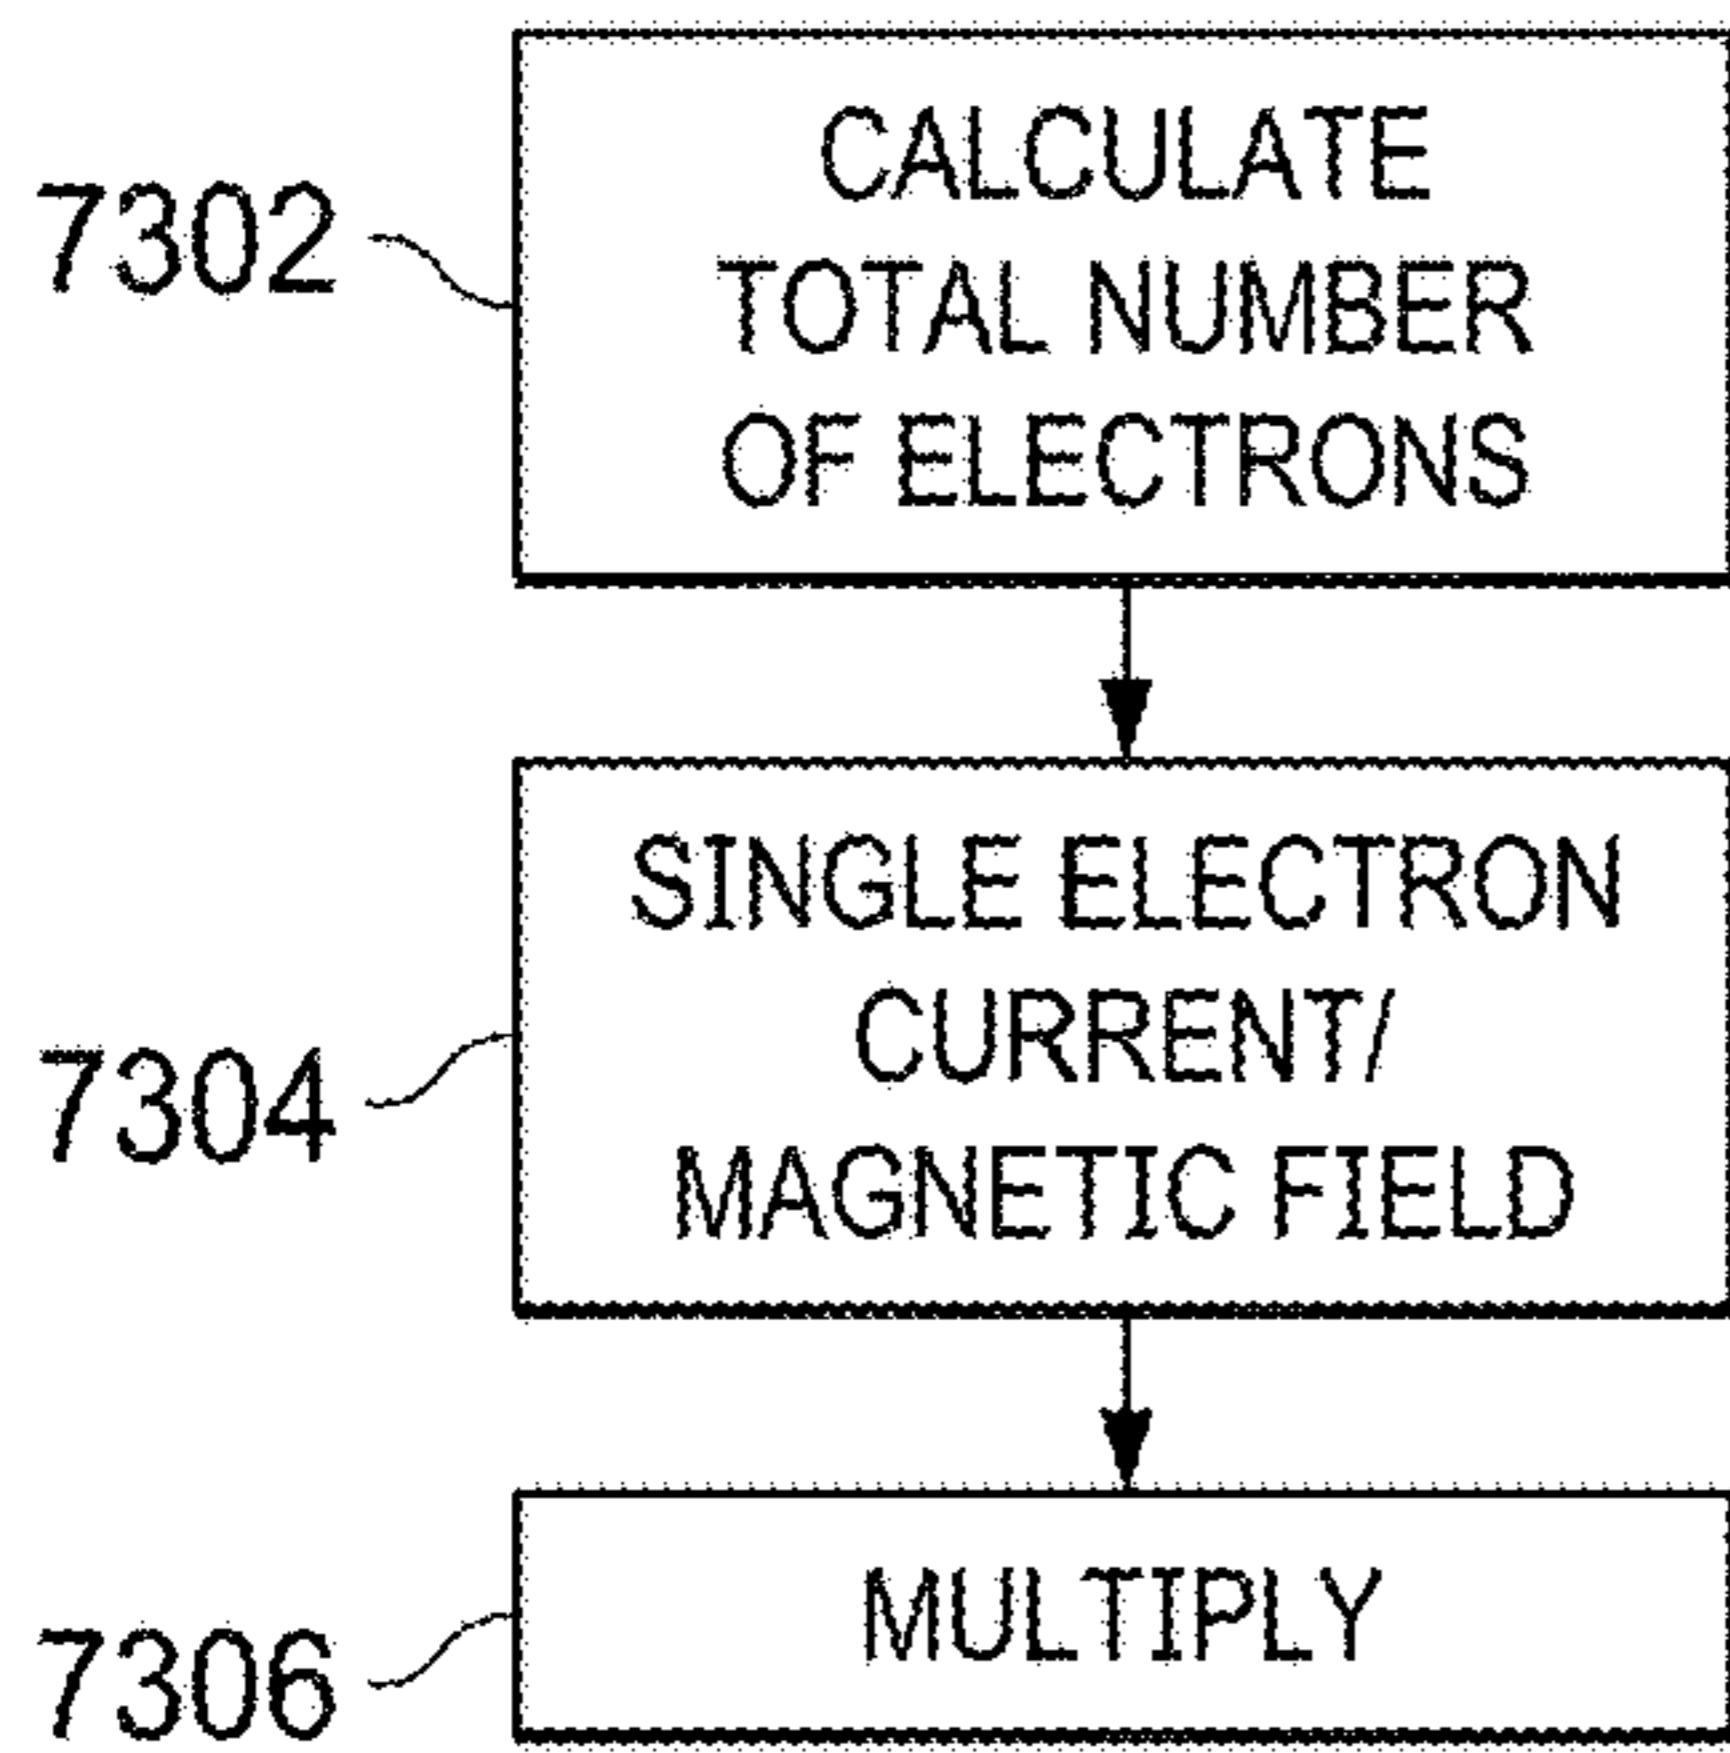 7302
CALCULATE
TOTAL NUMBER
OF ELECTRONS
7304
SINGLE ELECTRON
CURRENT/
MAGNETIC FIELD
7306
MULTIPLY